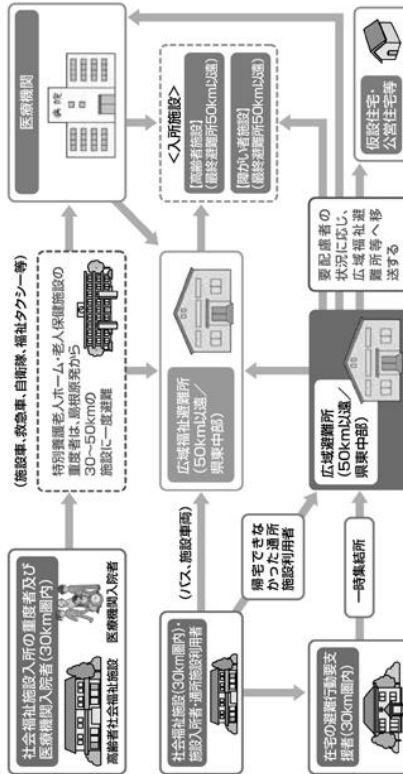 社会福祉施設入所の重度者及び
医療機関入院者(30km圏内)
高齢者社会福祉施設
医療機関入院者
(施設車、救急車、自衛隊、福祉タクシー等)
特別養護老人ホーム・老人保健施設の
重度者は、島根原発から
30～50kmの
施設に一度避難
医療機関
病院
社会福祉施設(30km圏内)・
施設入所者・通所施設利用者
(バス、施設車両)
広域福祉避難所
(50km以遠／
県東中部)
<入所施設>
【高齢者施設】
(最終避難所50km以遠)
【障がい者施設】
(最終避難所50km以遠)
帰宅できな
かった通所
施設利用者
在宅の避難行動要支
援者(30km圏内)
一時集結所
広域避難所
(50km以遠／
県東中部)
要配慮者の
状況に応じ、
広域福祉避
難所等へ移
送する
仮設住宅・
公営住宅等